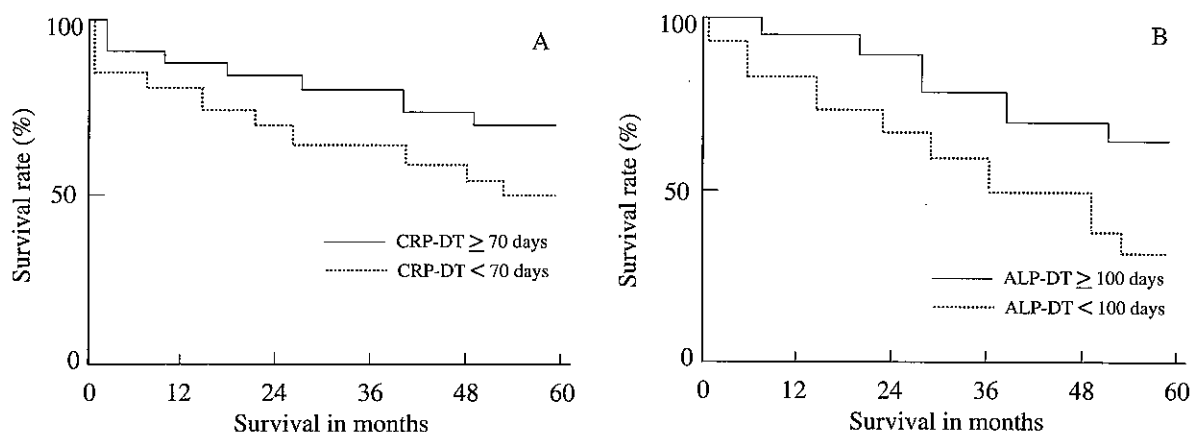 A
100
50
0
Survival rate (%)
CRP-DT ≥ 70 days
CRP-DT < 70 days
0 12 24 36 48 60
Survival in months
B
100
50
0
Survival rate (%)
ALP-DT ≥ 100 days
ALP-DT < 100 days
0 12 24 36 48 60
Survival in months